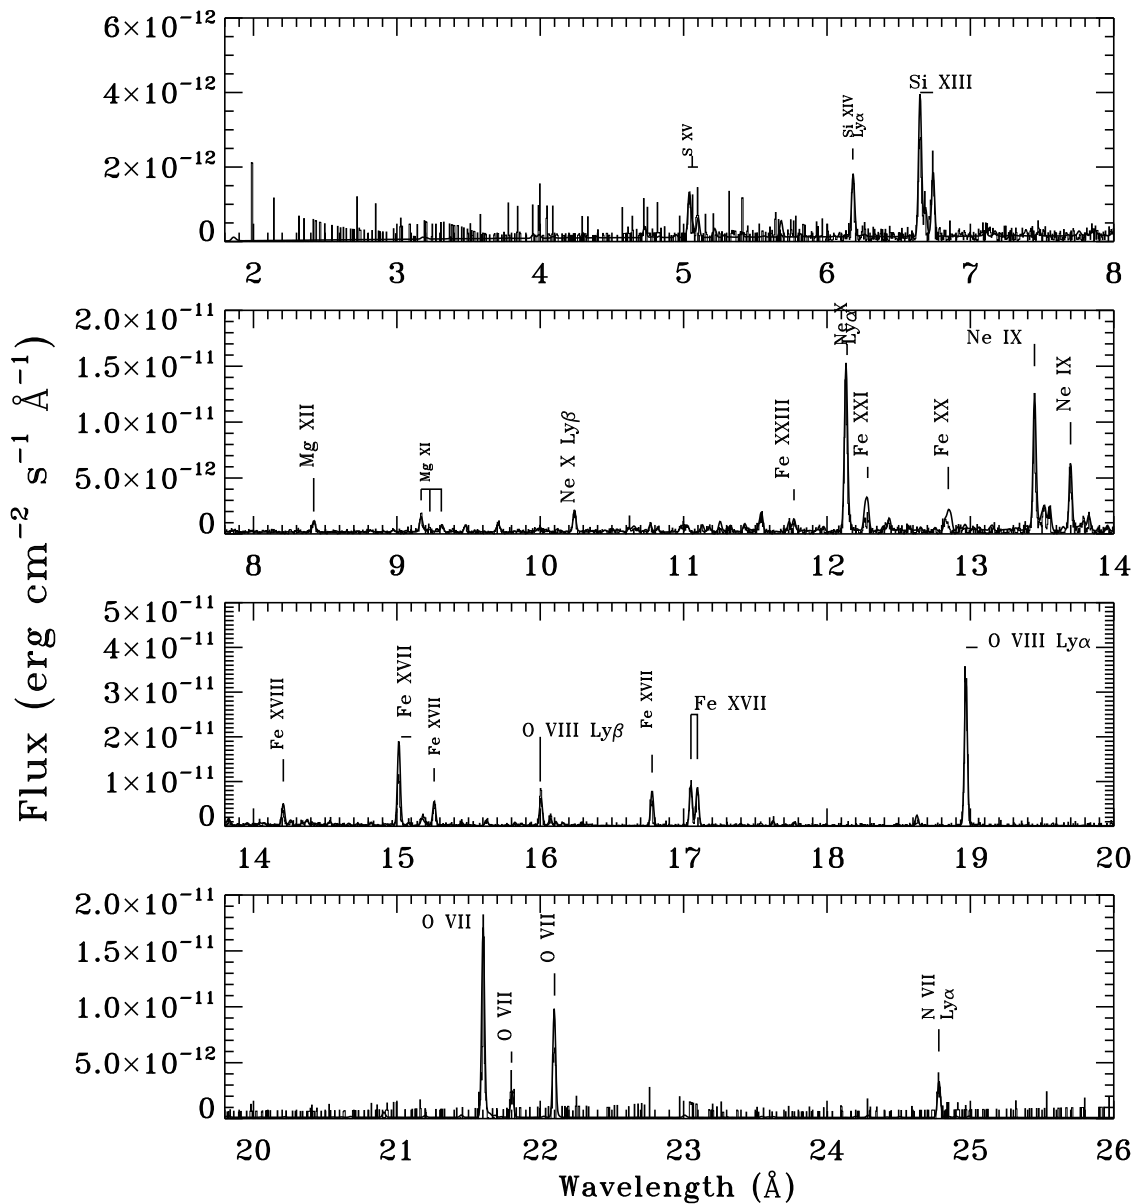 6×10⁻¹²
4×10⁻¹²
2×10⁻¹²
0
S XV
Si XIV
Lyα
Si XIII
2 3 4 5 6 7 8
2.0×10⁻¹¹
1.5×10⁻¹¹
1.0×10⁻¹¹
5.0×10⁻¹²
0
Mg XII
Mg XI
Ne X Lyβ
Fe XXIII
Ne X
Lyα
Fe XXI
Fe XX
Ne IX
Ne IX
8 9 10 11 12 13 14
5×10⁻¹¹
4×10⁻¹¹
3×10⁻¹¹
2×10⁻¹¹
1×10⁻¹¹
0
Fe XVIII
Fe XVII
Fe XVII
O VIII Lyβ
Fe XVII
Fe XVII
O VIII Lyα
14 15 16 17 18 19 20
2.0×10⁻¹¹
1.5×10⁻¹¹
1.0×10⁻¹¹
5.0×10⁻¹²
0
O VII
O VII
O VII
N VII
Lyα
20 21 22 23 24 25 26
Wavelength (Å)
Flux (erg cm⁻² s⁻¹ Å⁻¹)